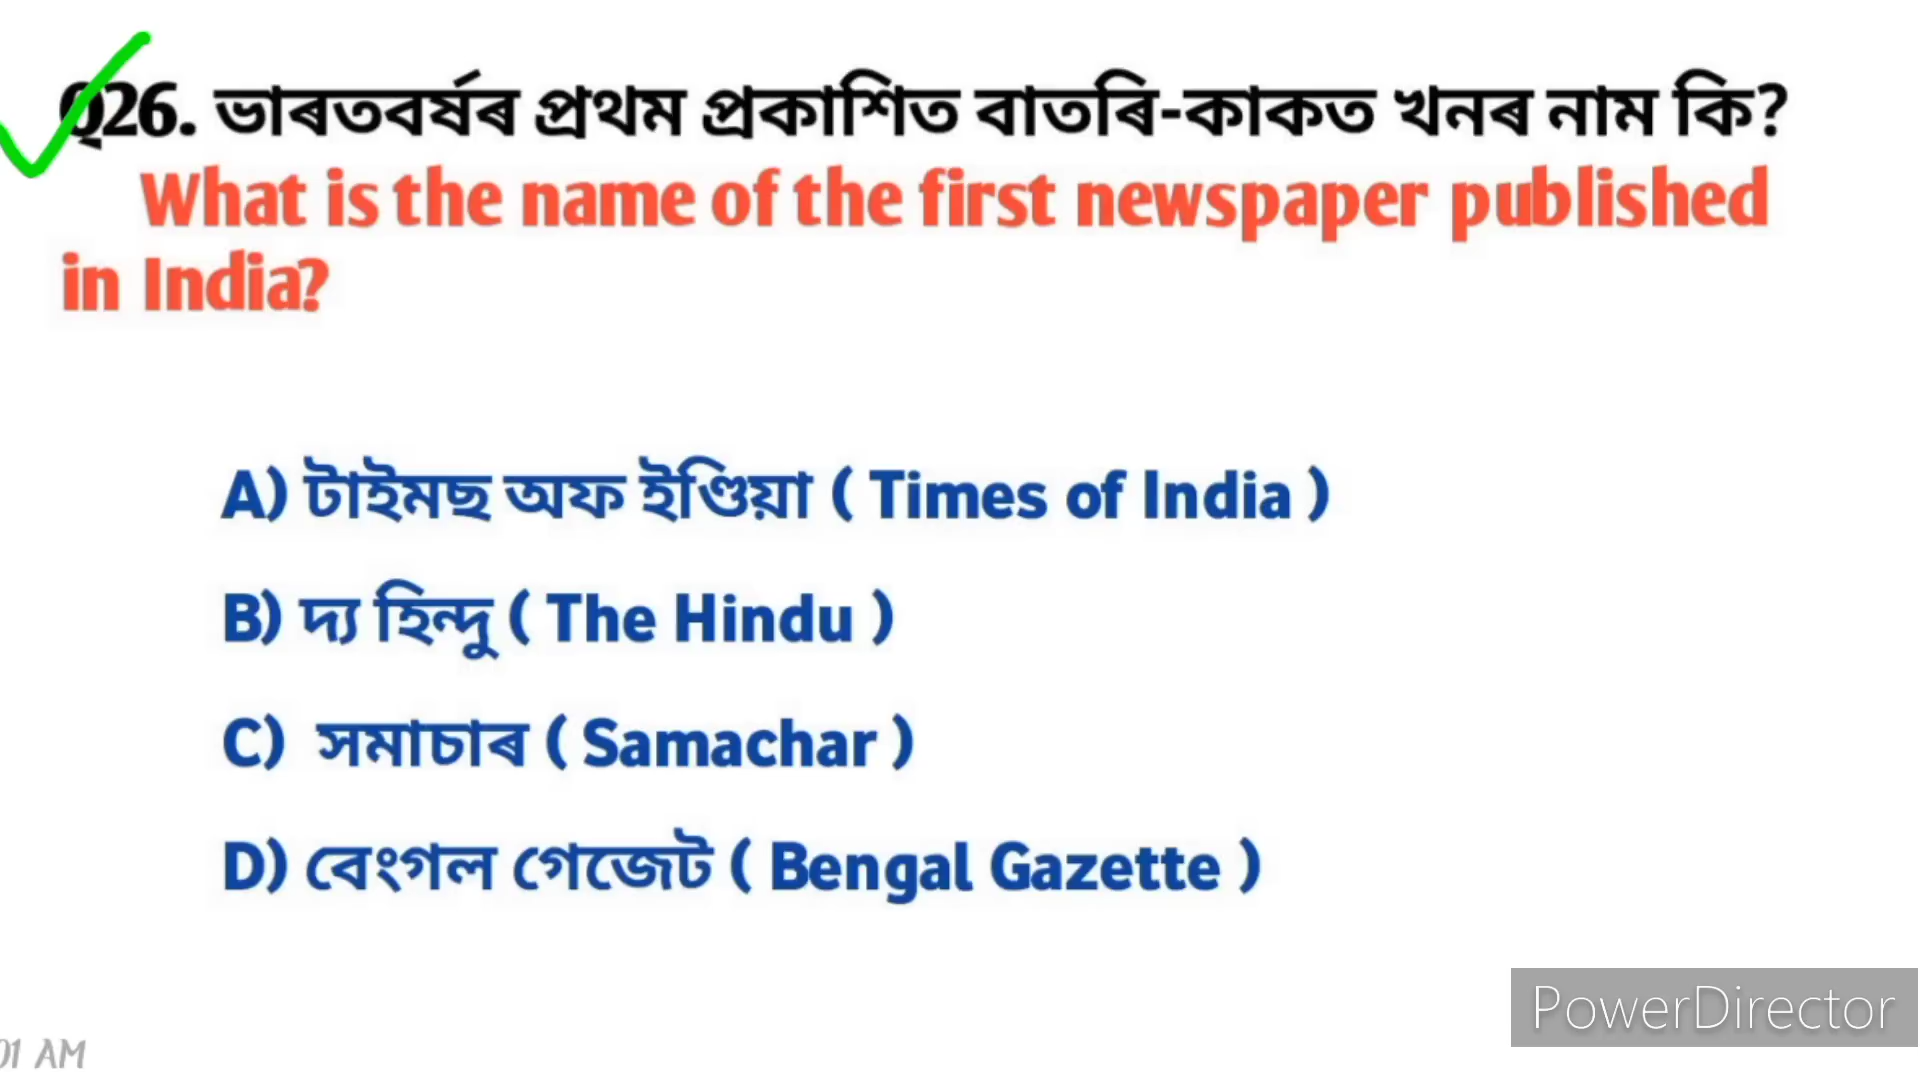 Q26. ভাৰতবৰ্ষৰ প্ৰথম প্ৰকাশিত বাতৰি-কাকত খনৰ নাম কি?
What is the name of the first newspaper published
in India?
A) টাইমছ অফ ইণ্ডিয়া ( Times of India )
B) দ্য হিন্দু ( The Hindu )
C) সমাচাৰ ( Samachar )
D) বেংগল গেজেট ( Bengal Gazette )
PowerDirector
01 AM